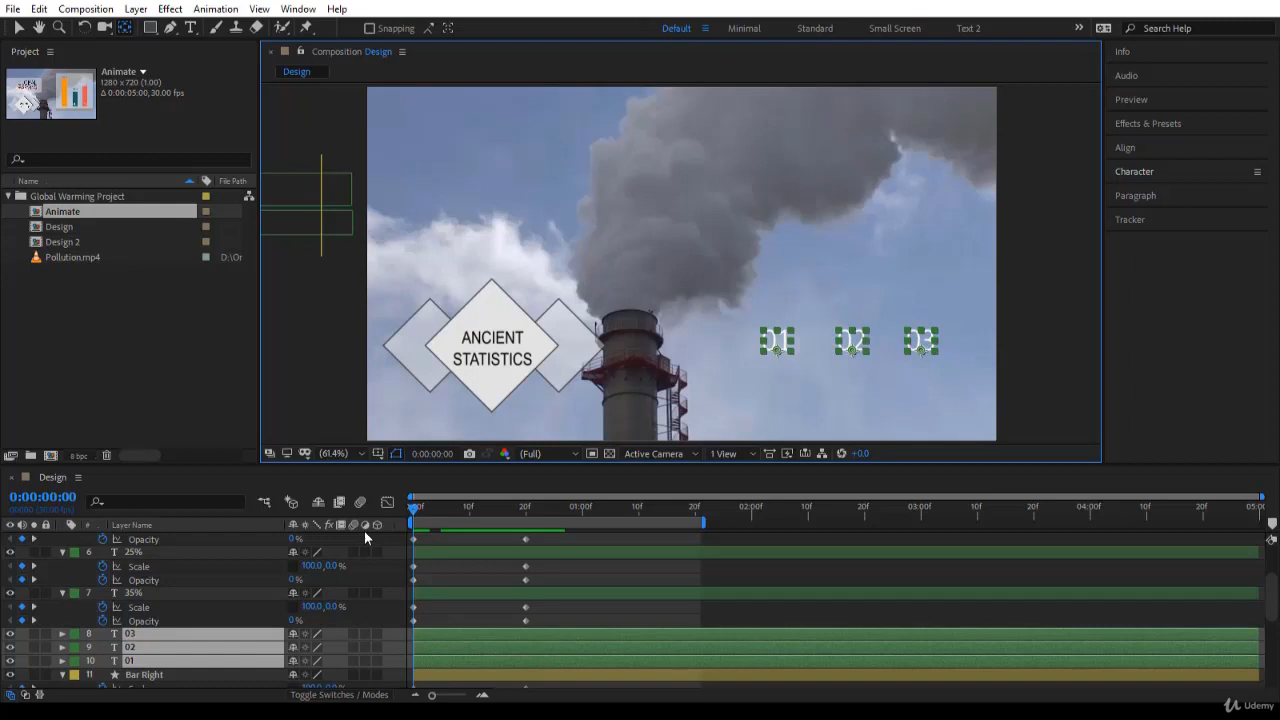 File Edit Composition Layer Effect Animation View Window Help
Snapping Default Minimal Standard Small Screen Text 2 Search Help
Project
Animate
1280 x 720 (1.00)
Δ 0:00:05:00, 30.00 fps
Name File Path
Global Warming Project
Animate
Design
Design 2
Pollution.mp4 D:\Or
8 bpc
Composition Design
Design
ANCIENT
STATISTICS
01 02 03
(61.4%) 0:00:00:00 (Full) Active Camera 1 View +0.0
Info
Audio
Preview
Effects & Presets
Align
Character
Paragraph
Tracker
Design
0:00:00:00
# Layer Name
10f 20f 01:00f 10f 20f 02:00f 03:00f 04:00f 05:0
Opacity 0 %
6 T 25%
Scale 100.0,0.0 %
Opacity 0 %
7 T 35%
Scale 100.0,0.0 %
Opacity 0 %
8 T 03
9 T 02
10 T 01
11 Bar Right
Toggle Switches / Modes
Udemy